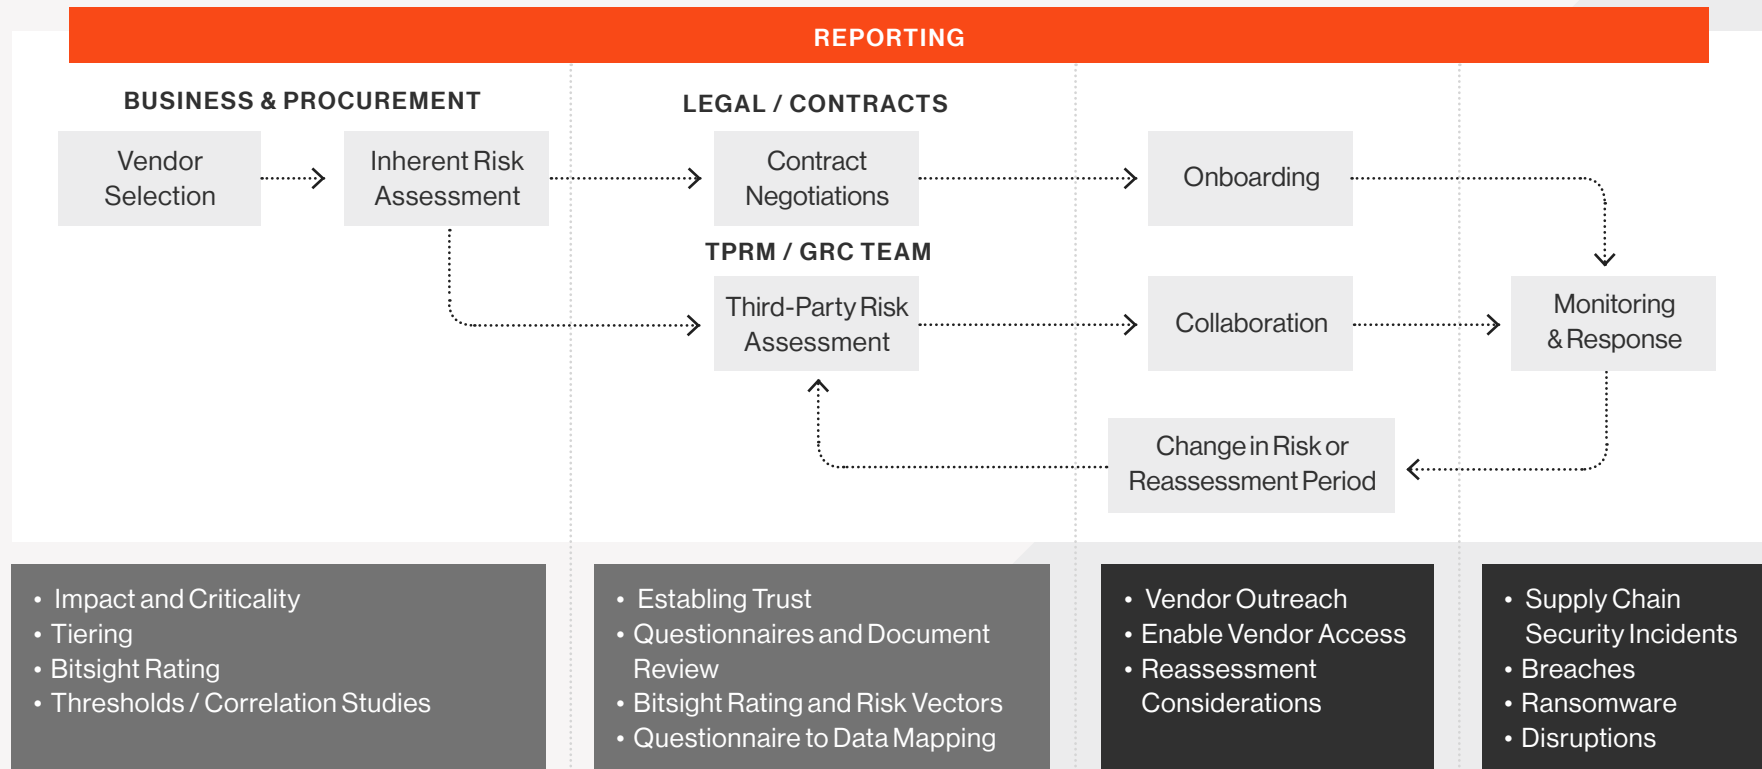 REPORTING
BUSINESS & PROCUREMENT
LEGAL / CONTRACTS
Vendor
Selection
Inherent Risk
Assessment
Contract
Negotiations
Onboarding
TPRM / GRC TEAM
Third-Party Risk
Assessment
Collaboration
Monitoring
& Response
Change in Risk or
Reassessment Period
• Impact and Criticality
• Tiering
• Bitsight Rating
• Thresholds / Correlation Studies
• Establing Trust
• Questionnaires and Document
Review
• Bitsight Rating and Risk Vectors
• Questionnaire to Data Mapping
• Vendor Outreach
• Enable Vendor Access
• Reassessment
Considerations
• Supply Chain
Security Incidents
• Breaches
• Ransomware
• Disruptions